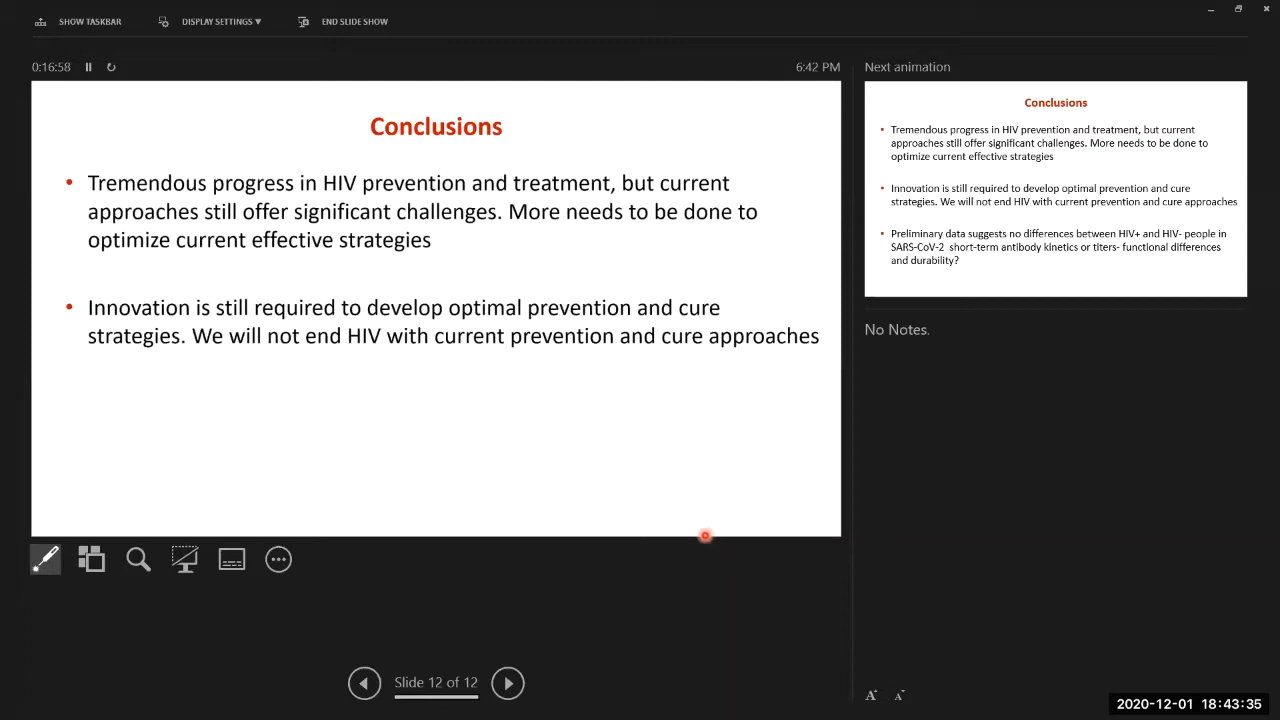 SHOW TASKBAR
DISPLAY SETTINGS ▼
END SLIDE SHOW
0:16:58
6:42 PM
Conclusions
• Tremendous progress in HIV prevention and treatment, but current
approaches still offer significant challenges. More needs to be done to
optimize current effective strategies
• Innovation is still required to develop optimal prevention and cure
strategies. We will not end HIV with current prevention and cure approaches
Slide 12 of 12
Next animation
Conclusions
• Tremendous progress in HIV prevention and treatment, but current
approaches still offer significant challenges. More needs to be done to
optimize current effective strategies
• Innovation is still required to develop optimal prevention and cure
strategies. We will not end HIV with current prevention and cure approaches
• Preliminary data suggests no differences between HIV+ and HIV- people in
SARS-CoV-2 short-term antibody kinetics or titers- functional differences
and durability?
No Notes.
A A
2020-12-01 18:43:35